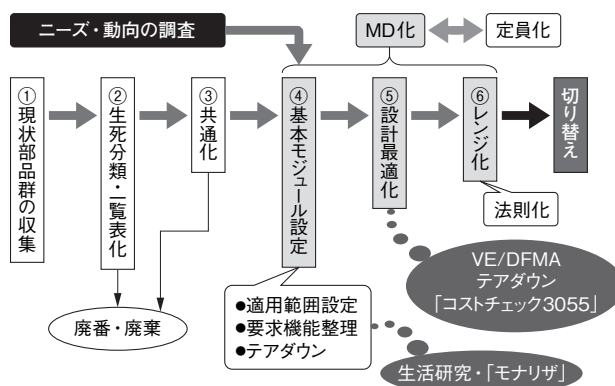 ニーズ・動向の調査
MD化
定員化
①現状部品群の収集
②生死分類・一覧表化
③共通化
④基本モジュール設定
⑤設計最適化
⑥レンジ化
切り替え
法則化
廃番・廃棄
●適用範囲設定
●要求機能整理
●テアダウン
VE/DFMA
テアダウン
「コストチェック3055」
生活研究・「モナリザ」